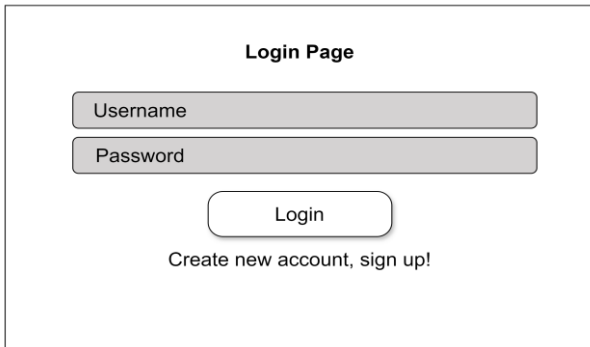 Login Page
Username
Password
Login
Create new account, sign up!